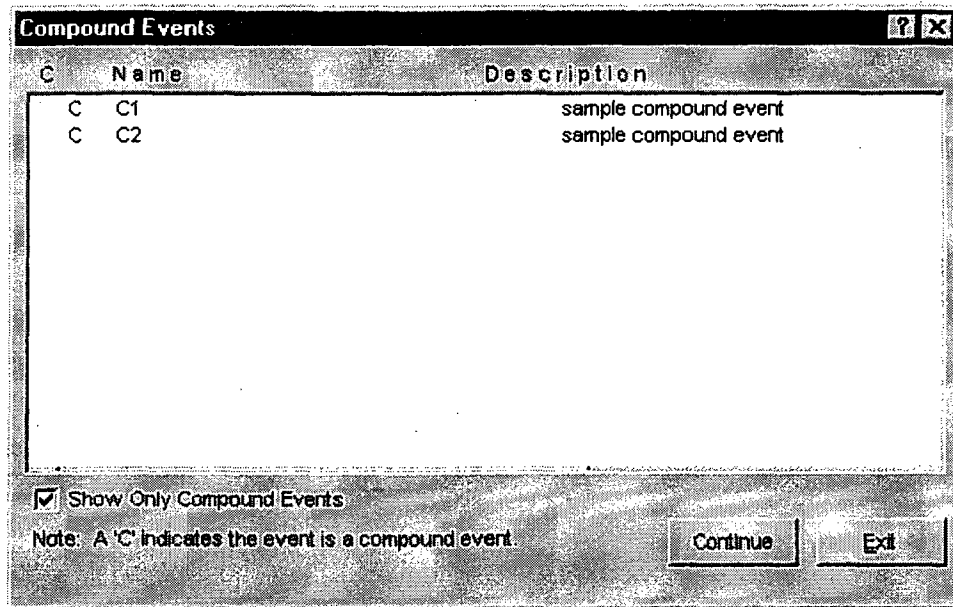 Compound Events
C Name Description
C C1 sample compound event
C C2 sample compound event
Show Only Compound Events
Note: A 'C' indicates the event is a compound event.
Continue Exit